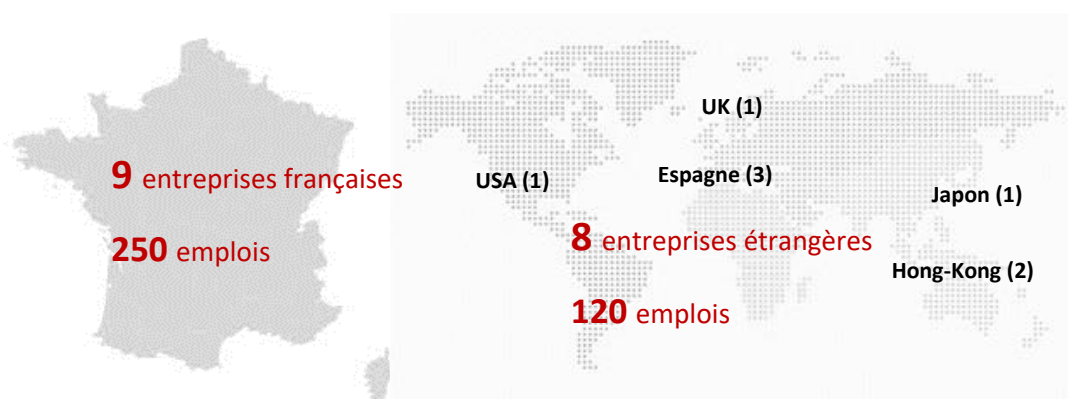 9 entreprises françaises
250 emplois
UK (1)
USA (1)
Espagne (3)
Japon (1)
8 entreprises étrangères
Hong-Kong (2)
120 emplois